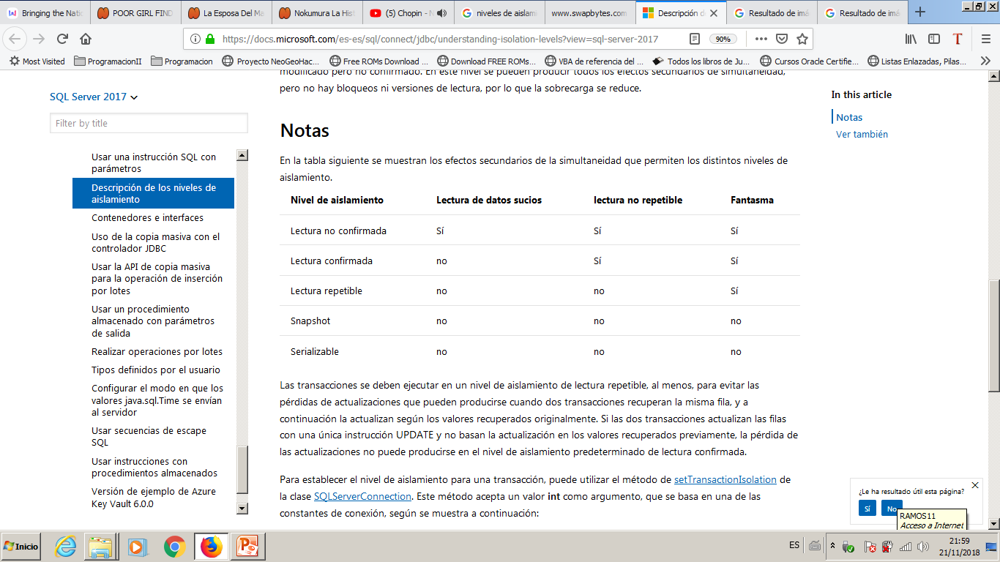 Bringing the Natio
POOR GIRL FIND
La Esposa Del Ma
Nokumura La Hist
(5) Chopin - N
niveles de aislami
www.swapbytes.com
Descripción de
Resultado de imá
Resultado de imá
https://docs.microsoft.com/es-es/sql/connect/jdbc/understanding-isolation-levels?view=sql-server-2017
90%
Most Visited
ProgramacionII
Programacion
Proyecto NeoGeoHac...
Free ROMs Download ...
Download FREE ROMs...
VBA de referencia del ...
Todos los libros de Ju...
Cursos Oracle Certifie...
Listas Enlazadas, Pilas...
SQL Server 2017
Filter by title
Usar una instrucción SQL con
parámetros
Descripción de los niveles de
aislamiento
Contenedores e interfaces
Uso de la copia masiva con el
controlador JDBC
Usar la API de copia masiva
para la operación de inserción
por lotes
Usar un procedimiento
almacenado con parámetros
de salida
Realizar operaciones por lotes
Tipos definidos por el usuario
Configurar el modo en que los
valores java.sql.Time se envían
al servidor
Usar secuencias de escape
SQL
Usar instrucciones con
procedimientos almacenados
Versión de ejemplo de Azure
Key Vault 6.0.0
modificado pero no confirmado. En este nivel se pueden producir todos los efectos secundarios de simultaneidad,
pero no hay bloqueos ni versiones de lectura, por lo que la sobrecarga se reduce.
Notas
En la tabla siguiente se muestran los efectos secundarios de la simultaneidad que permiten los distintos niveles de
aislamiento.
Nivel de aislamiento Lectura de datos sucios lectura no repetible Fantasma
Lectura no confirmada Sí Sí Sí
Lectura confirmada no Sí Sí
Lectura repetible no no Sí
Snapshot no no no
Serializable no no no
Las transacciones se deben ejecutar en un nivel de aislamiento de lectura repetible, al menos, para evitar las
pérdidas de actualizaciones que pueden producirse cuando dos transacciones recuperan la misma fila, y a
continuación la actualizan según los valores recuperados originalmente. Si las dos transacciones actualizan las filas
con una única instrucción UPDATE y no basan la actualización en los valores recuperados previamente, la pérdida de
las actualizaciones no puede producirse en el nivel de aislamiento predeterminado de lectura confirmada.
Para establecer el nivel de aislamiento para una transacción, puede utilizar el método de setTransactionIsolation de
la clase SQLServerConnection. Este método acepta un valor int como argumento, que se basa en una de las
constantes de conexión, según se muestra a continuación:
In this article
Notas
Ver también
¿Le ha resultado útil esta página?
Sí
No
RAMOS11
Acceso a Internet
Inicio
ES
21:59
21/11/2018